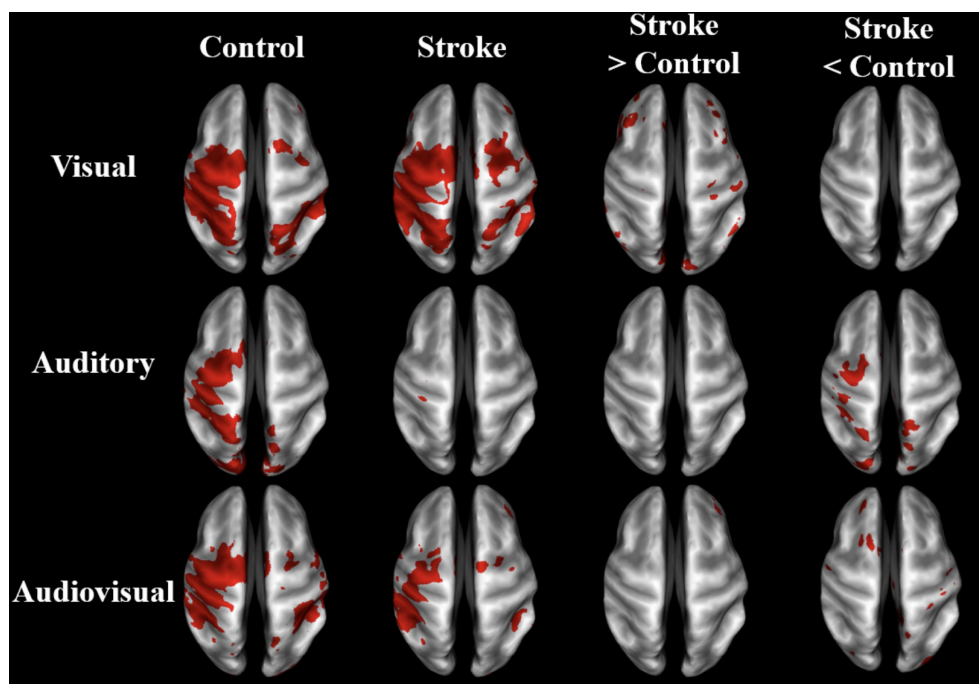 Control
Stroke
Stroke
> Control
Stroke
< Control
Visual
Auditory
Audiovisual